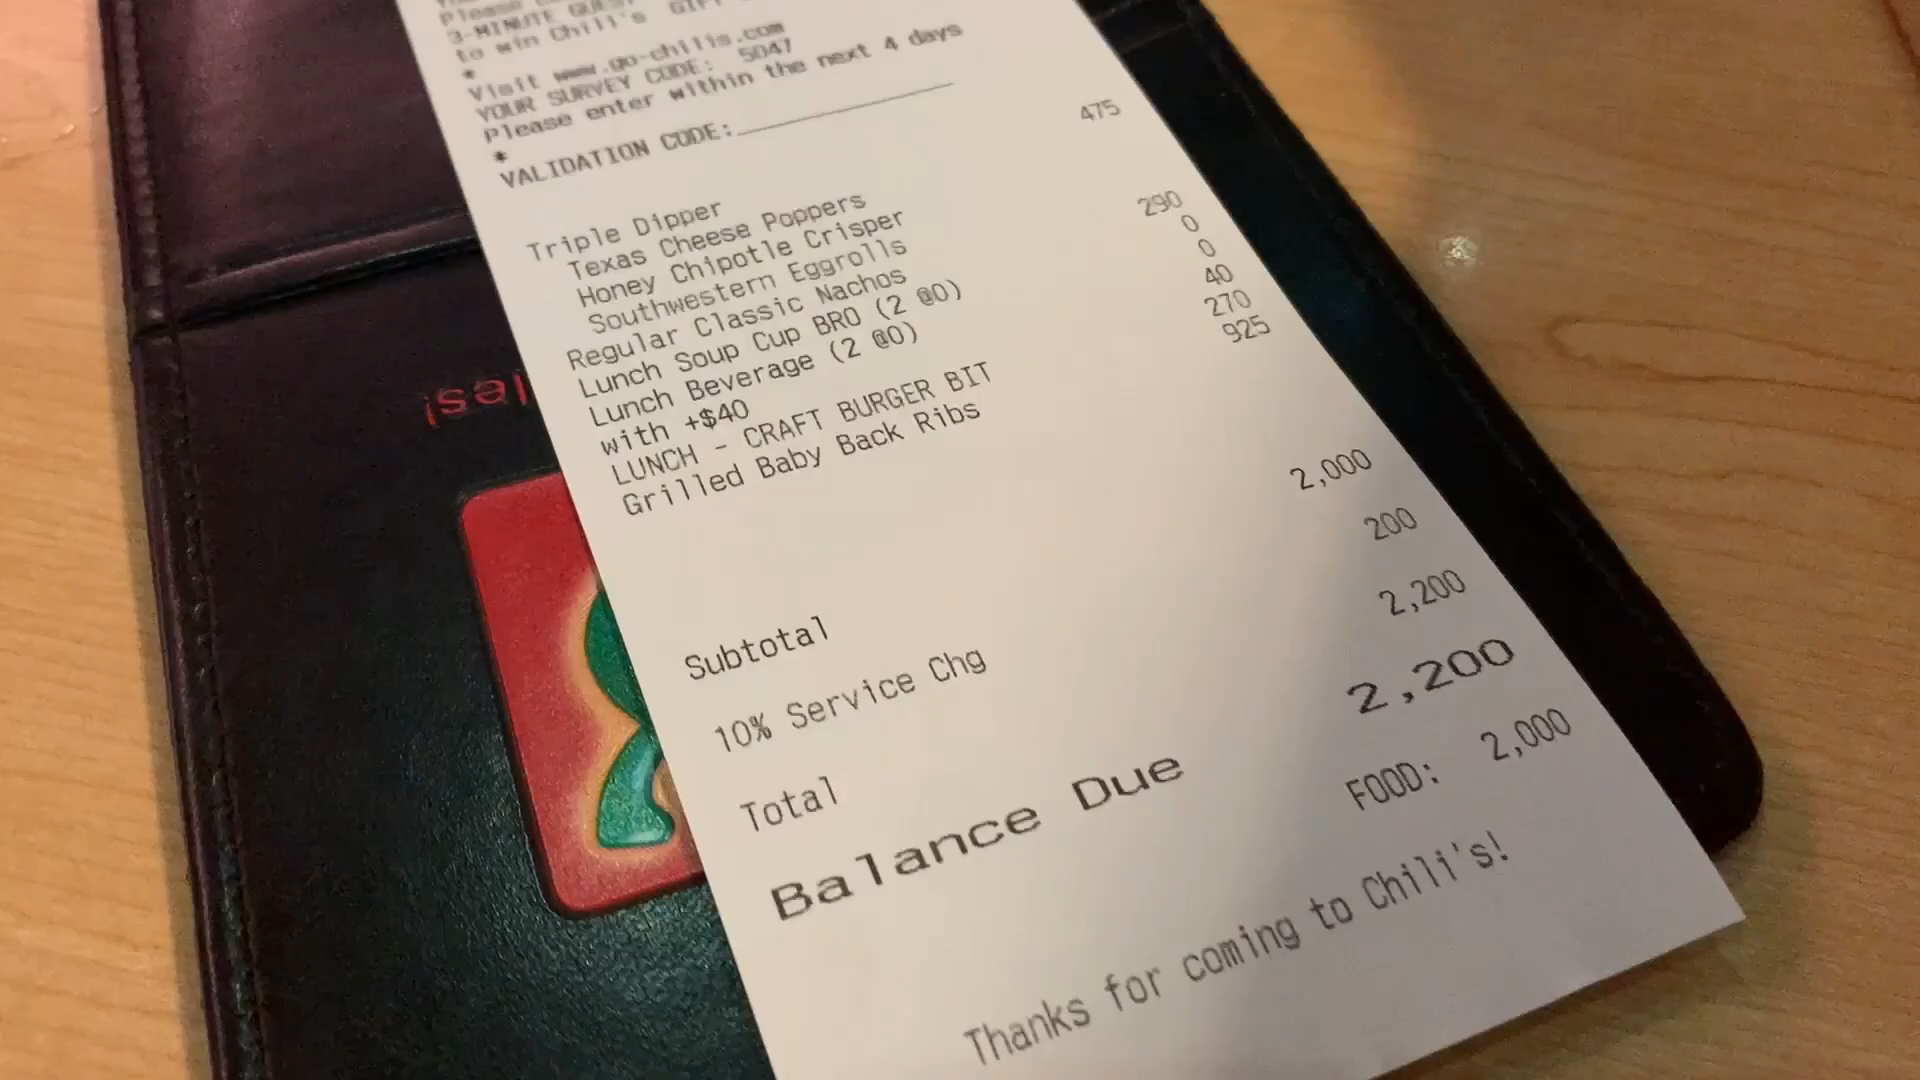 Please
3-MINUTE GUEST
to win Chili's GIFT
*
Visit www.go-chilis.com
YOUR SURVEY CODE: 5047
Please enter within the next 4 days
*
VALIDATION CODE:
Triple Dipper 475
Texas Cheese Poppers
Honey Chipotle Crisper
Southwestern Eggrolls
Regular Classic Nachos 290
Lunch Soup Cup BRO (2 @0) 0
Lunch Beverage (2 @0) 0
with +$40 40
LUNCH - CRAFT BURGER BIT 270
Grilled Baby Back Ribs 925
Subtotal 2,000
10% Service Chg 200
Total 2,200
Balance Due 2,200
FOOD: 2,000
Thanks for coming to Chili's!